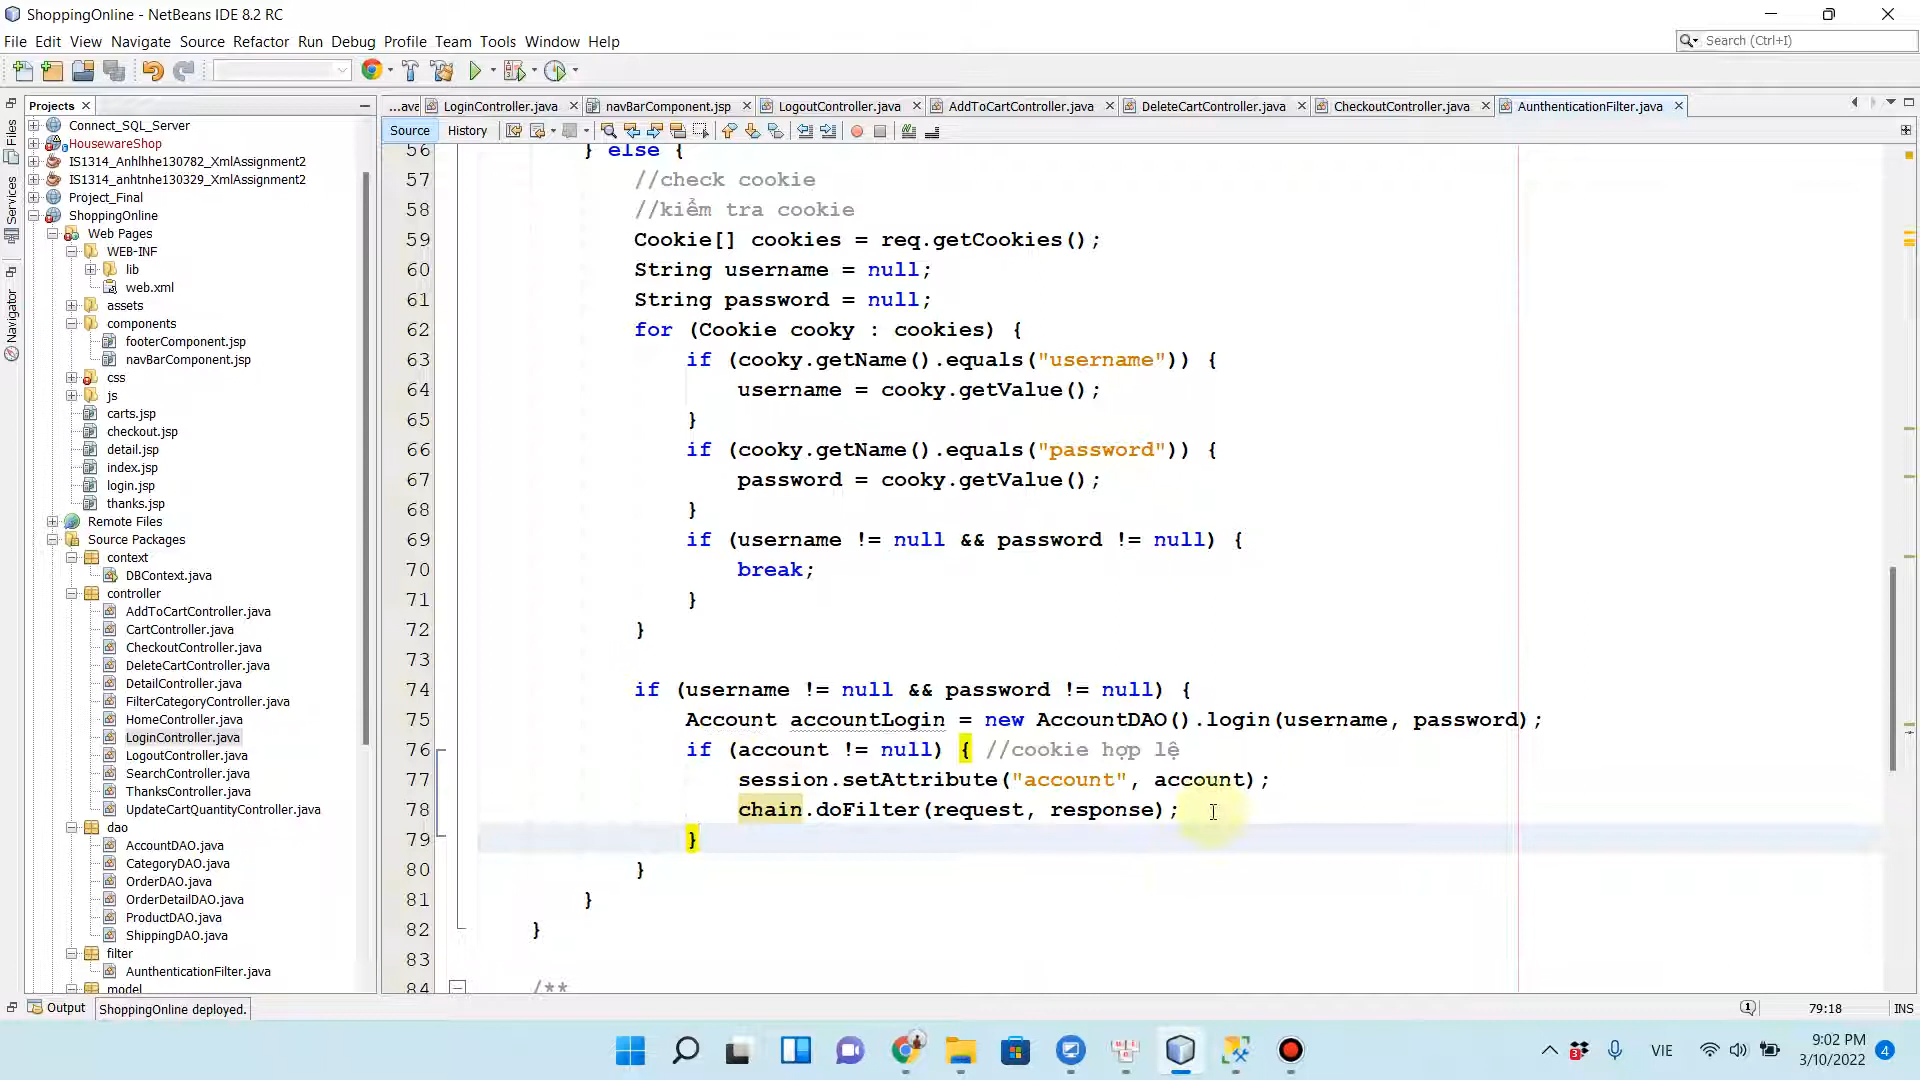 ShoppingOnline - NetBeans IDE 8.2 RC
File Edit View Navigate Source Refactor Run Debug Profile Team Tools Window Help
Search (Ctrl+I)
Projects
...ava LoginController.java navBarComponent.jsp LogoutController.java AddToCartController.java DeleteCartController.java CheckoutController.java AunthenticationFilter.java
Source History
Files
Services
Navigator
Connect_SQL_Server
HousewareShop
IS1314_Anhlhhe130782_XmlAssignment2
IS1314_anhtnhe130329_XmlAssignment2
Project_Final
ShoppingOnline
Web Pages
WEB-INF
lib
web.xml
assets
components
footerComponent.jsp
navBarComponent.jsp
css
js
carts.jsp
checkout.jsp
detail.jsp
index.jsp
login.jsp
thanks.jsp
Remote Files
Source Packages
context
DBContext.java
controller
AddToCartController.java
CartController.java
CheckoutController.java
DeleteCartController.java
DetailController.java
FilterCategoryController.java
HomeController.java
LoginController.java
LogoutController.java
SearchController.java
ThanksController.java
UpdateCartQuantityController.java
dao
AccountDAO.java
CategoryDAO.java
OrderDAO.java
OrderDetailDAO.java
ProductDAO.java
ShippingDAO.java
filter
AunthenticationFilter.java
model
56 } else {
57 //check cookie
58 //kiểm tra cookie
59 Cookie[] cookies = req.getCookies();
60 String username = null;
61 String password = null;
62 for (Cookie cooky : cookies) {
63 if (cooky.getName().equals("username")) {
64 username = cooky.getValue();
65 }
66 if (cooky.getName().equals("password")) {
67 password = cooky.getValue();
68 }
69 if (username != null && password != null) {
70 break;
71 }
72 }
73
74 if (username != null && password != null) {
75 Account accountLogin = new AccountDAO().login(username, password);
76 if (account != null) { //cookie hợp lệ
77 session.setAttribute("account", account);
78 chain.doFilter(request, response);
79 }
80 }
81 }
82 }
83
84 /**
Output ShoppingOnline deployed. 1 79:18 INS
3 VIE 9:02 PM
3/10/2022 4